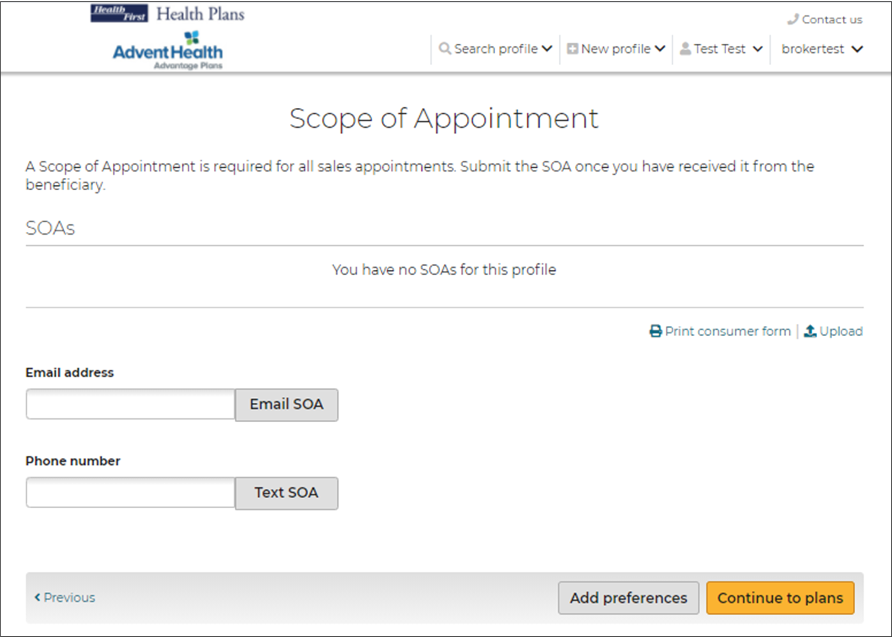 Health First Health Plans
Contact us
AdventHealth
Advantage Plans
Search profile New profile Test Test brokertest
Scope of Appointment
A Scope of Appointment is required for all sales appointments. Submit the SOA once you have received it from the
beneficiary.
SOAs
You have no SOAs for this profile
Print consumer form | Upload
Email address
Email SOA
Phone number
Text SOA
Previous Add preferences Continue to plans